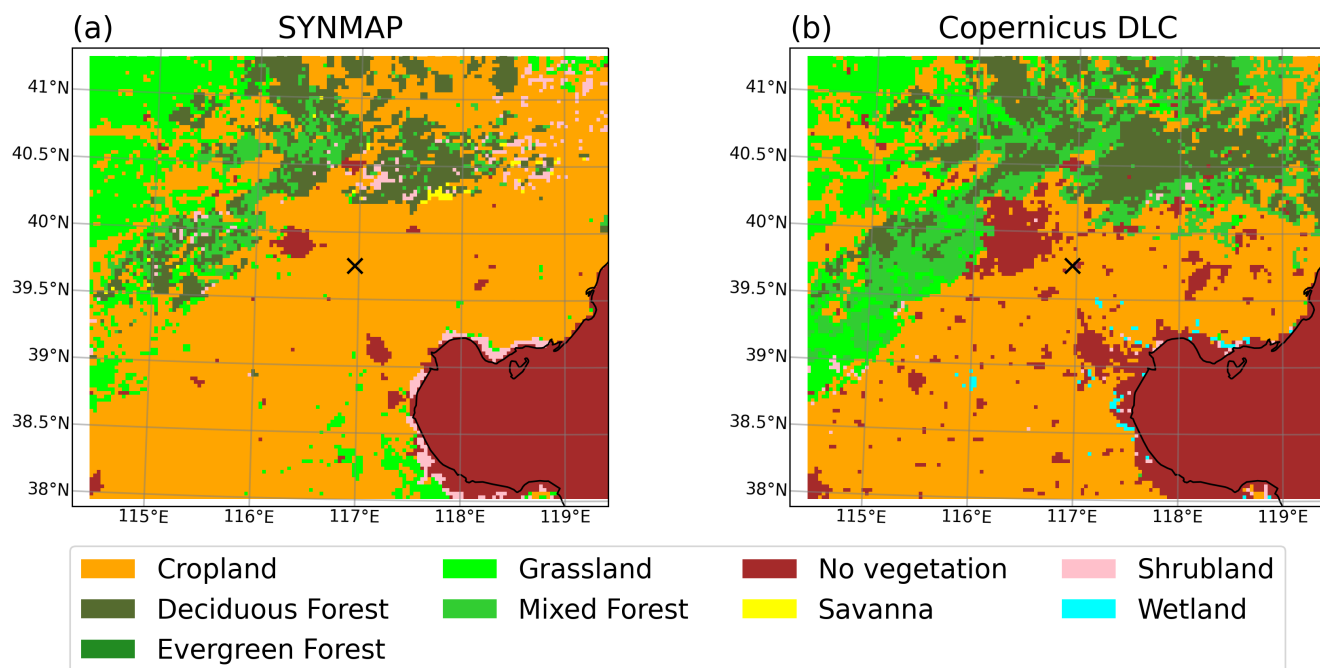 (a) SYNMAP
(b) Copernicus DLC
41°N
40.5°N
40°N
39.5°N
39°N
38.5°N
38°N
115°E 116°E 117°E 118°E 119°E
41°N
40.5°N
40°N
39.5°N
39°N
38.5°N
38°N
115°E 116°E 117°E 118°E 119°E
Cropland Grassland No vegetation Shrubland
Deciduous Forest Mixed Forest Savanna Wetland
Evergreen Forest